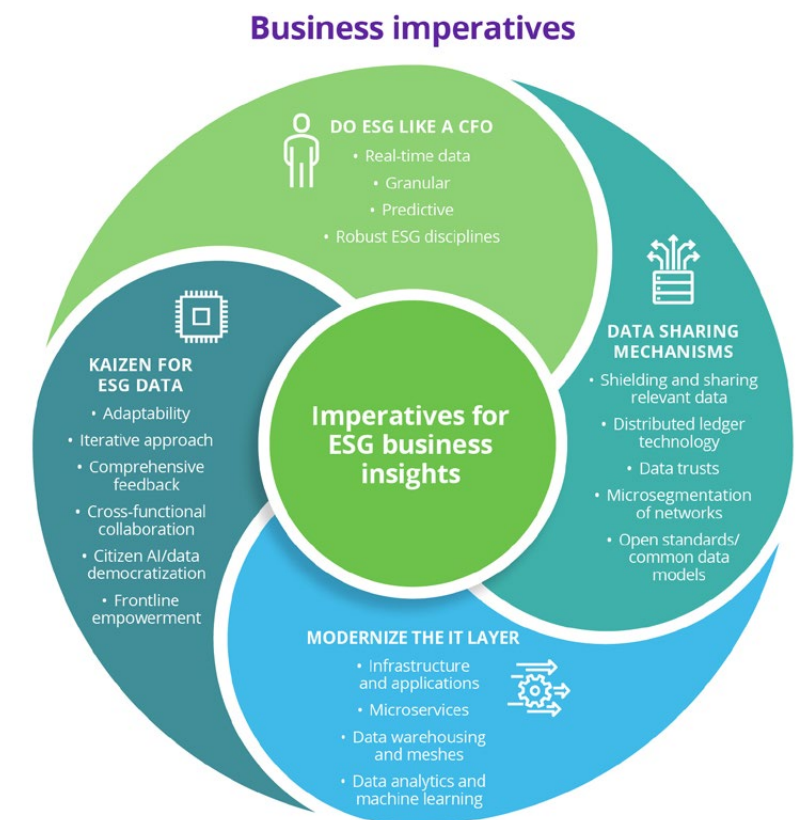 Business imperatives
DO ESG LIKE A CFO
• Real-time data
• Granular
• Predictive
• Robust ESG disciplines
DATA SHARING
MECHANISMS
• Shielding and sharing
relevant data
• Distributed ledger
technology
• Data trusts
• Microsegmentation
of networks
• Open standards/
common data
models
KAIZEN FOR
ESG DATA
• Adaptability
• Iterative approach
• Comprehensive
feedback
• Cross-functional
collaboration
• Citizen AI/data
democratization
• Frontline
empowerment
Imperatives for
ESG business
insights
MODERNIZE THE IT LAYER
• Infrastructure
and applications
• Microservices
• Data warehousing
and meshes
• Data analytics and
machine learning